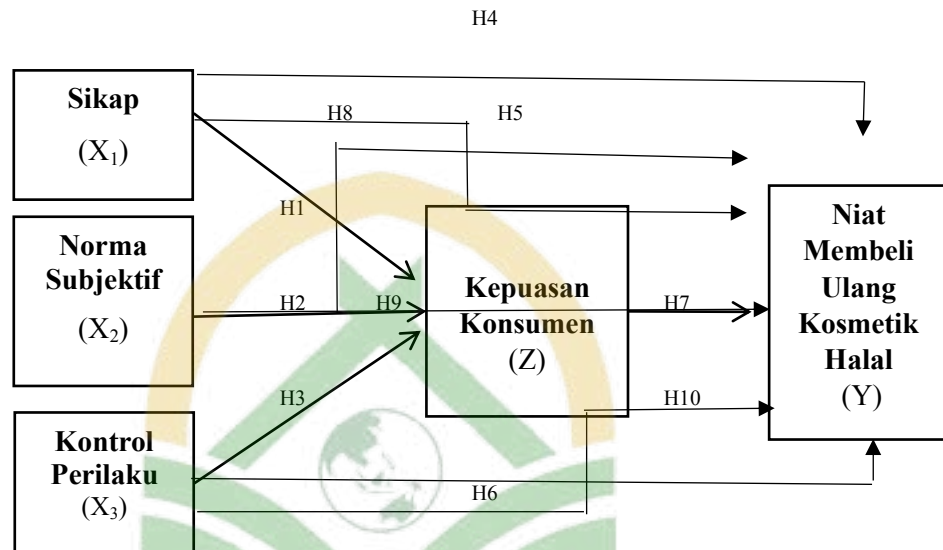 H4
Sikap
(X₁)
H8
H5
H1
Norma
Subjektif
(X₂)
H2
H9
Kepuasan
Konsumen
(Z)
H7
Niat
Membeli
Ulang
Kosmetik
Halal
(Y)
H3
H10
Kontrol
Perilaku
(X₃)
H6